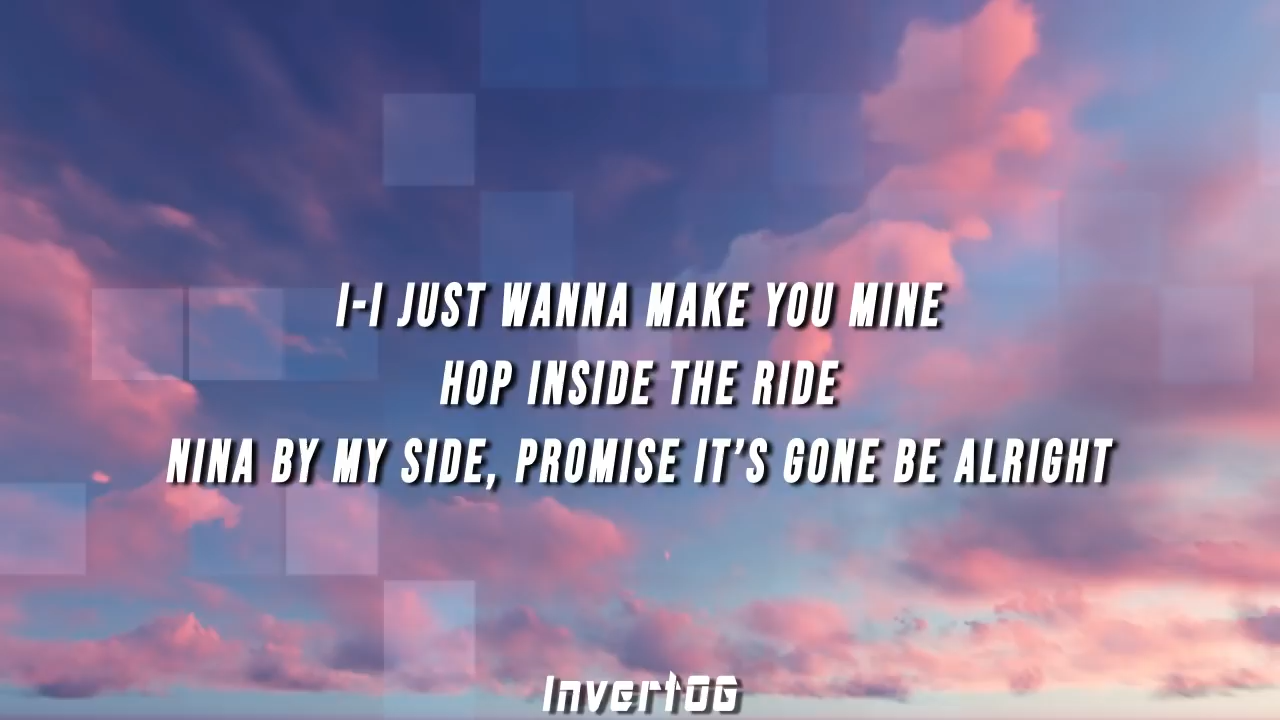 I-I JUST WANNA MAKE YOU MINE
HOP INSIDE THE RIDE
NINA BY MY SIDE, PROMISE IT'S GONE BE ALRIGHT
InvertOG